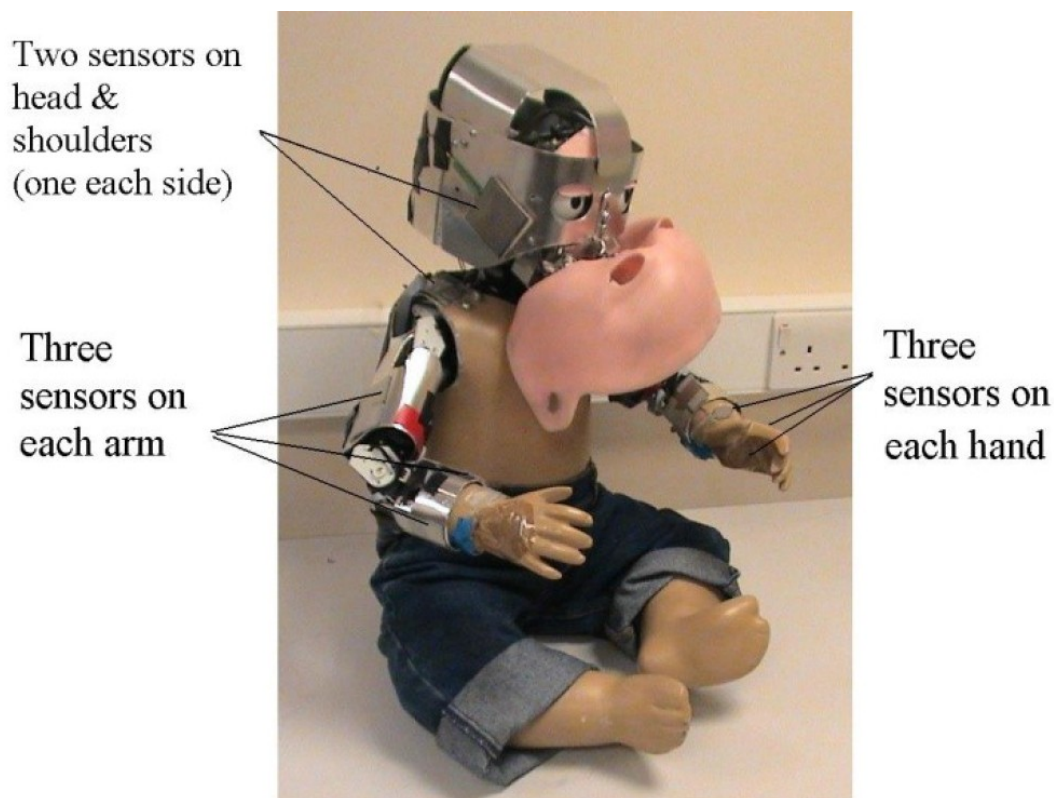 Two sensors on
head &
shoulders
(one each side)
Three
sensors on
each arm
Three
sensors on
each hand